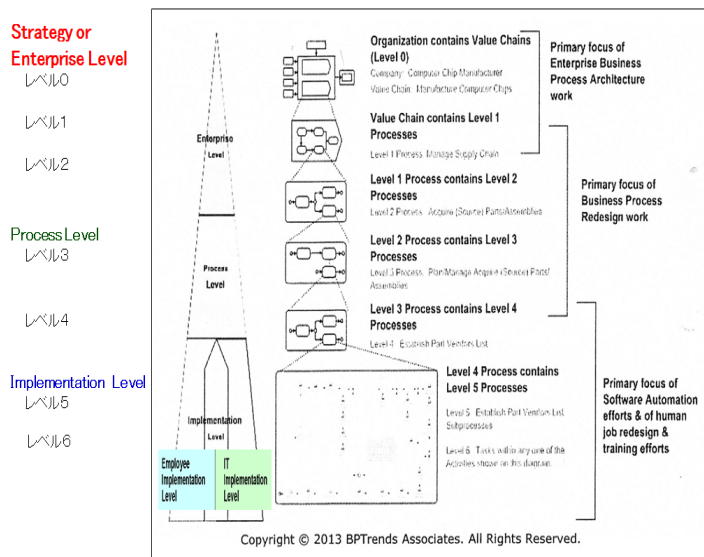 Strategy or
Enterprise Level
レベル0
レベル1
レベル2
Process Level
レベル3
レベル4
Implementation Level
レベル5
レベル6
Enterprise
Level
Process
Level
Implementation
Level
Employee
Implementation
Level
IT
Implementation
Level
Organization contains Value Chains
(Level 0)
Company: Computer Chip Manufacturer
Value Chain: Manufacture Computer Chips
Value Chain contains Level 1
Processes
Level 1 Process: Manage Supply Chain
Level 1 Process contains Level 2
Processes
Level 2 Process: Acquire (Source) Parts/Assemblies
Level 2 Process contains Level 3
Processes
Level 3 Process: Plan/Manage Acquire (Source) Parts/
Assemblies
Level 3 Process contains Level 4
Processes
Level 4: Establish Part Vendors List
Level 4 Process contains
Level 5 Processes
Level 5: Establish Part Vendors List
Subprocesses
Level 6: Tasks within any one of the
Activities shown on this diagram.
Primary focus of
Enterprise Business
Process Architecture
work
Primary focus of
Business Process
Redesign work
Primary focus of
Software Automation
efforts & of human
job redesign &
training efforts
Copyright © 2013 BPTrends Associates. All Rights Reserved.